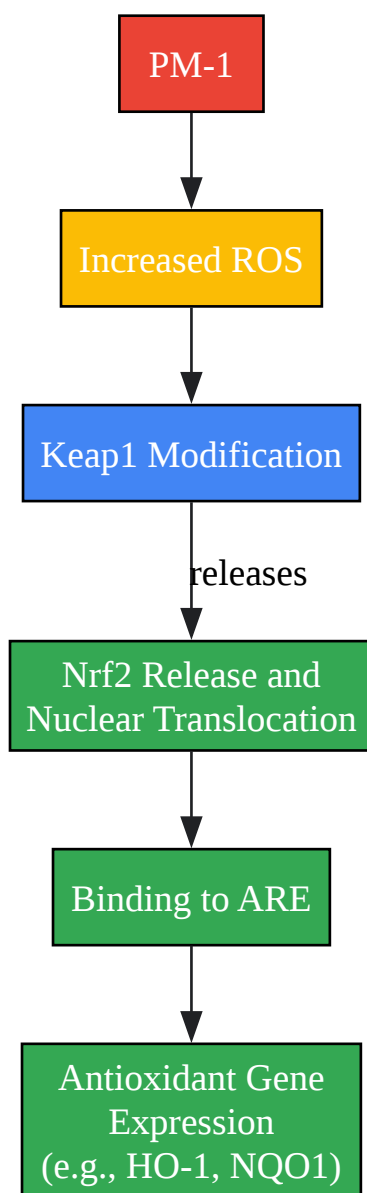 PM-1
Increased ROS
Keap1 Modification
releases
Nrf2 Release and
Nuclear Translocation
Binding to ARE
Antioxidant Gene
Expression
(e.g., HO-1, NQO1)